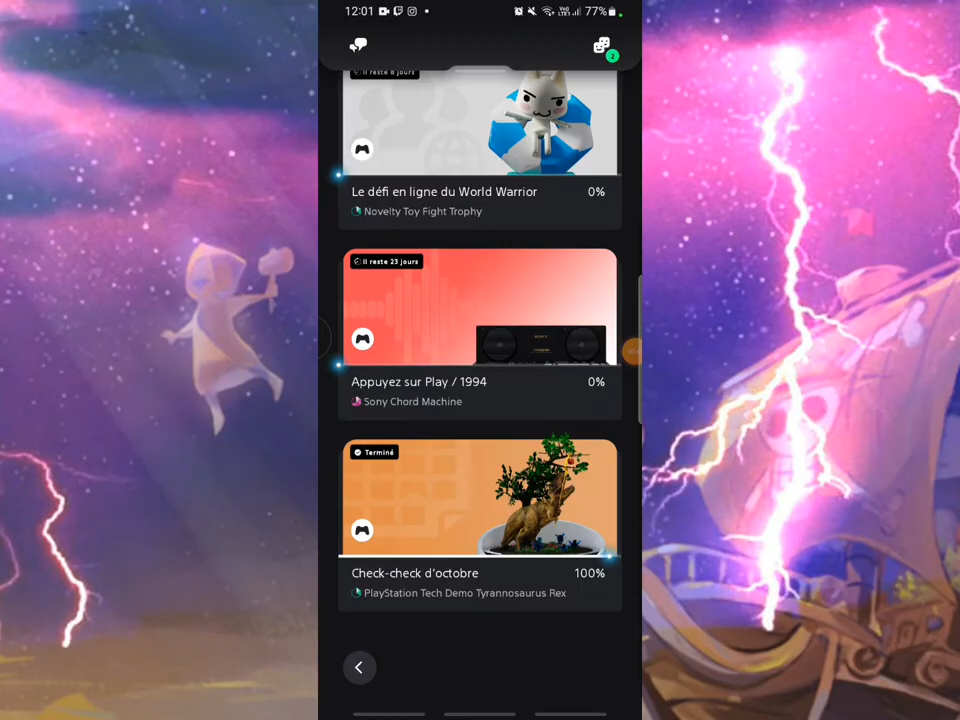 12:01
77%
2
Il reste 8 jours
Le défi en ligne du World Warrior 0%
Novelty Toy Fight Trophy
Il reste 23 jours
SONY
Appuyez sur Play / 1994 0%
Sony Chord Machine
Terminé
Check-check d'octobre 100%
PlayStation Tech Demo Tyrannosaurus Rex